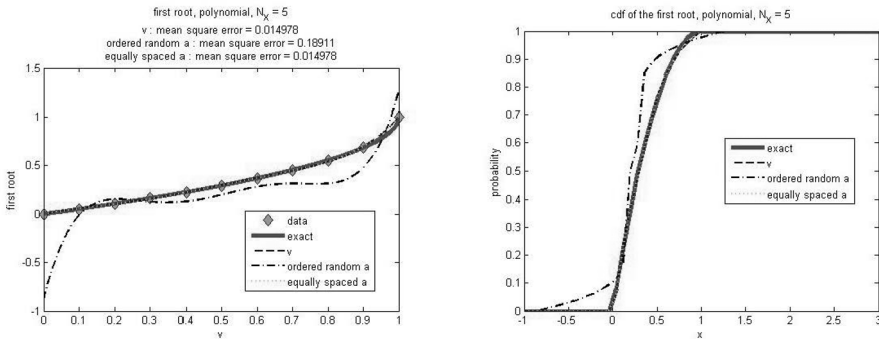 first root, polynomial, N_X = 5
v : mean square error = 0.014978
ordered random a : mean square error = 0.18911
equally spaced a : mean square error = 0.014978
1.5
1
0.5
0
-0.5
-1
first root
0 0.1 0.2 0.3 0.4 0.5 0.6 0.7 0.8 0.9 1
v
data
exact
v
ordered random a
equally spaced a
cdf of the first root, polynomial, N_X = 5
1
0.9
0.8
0.7
0.6
0.5
0.4
0.3
0.2
0.1
0
probability
-1 -0.5 0 0.5 1 1.5 2 2.5 3
x
exact
v
ordered random a
equally spaced a